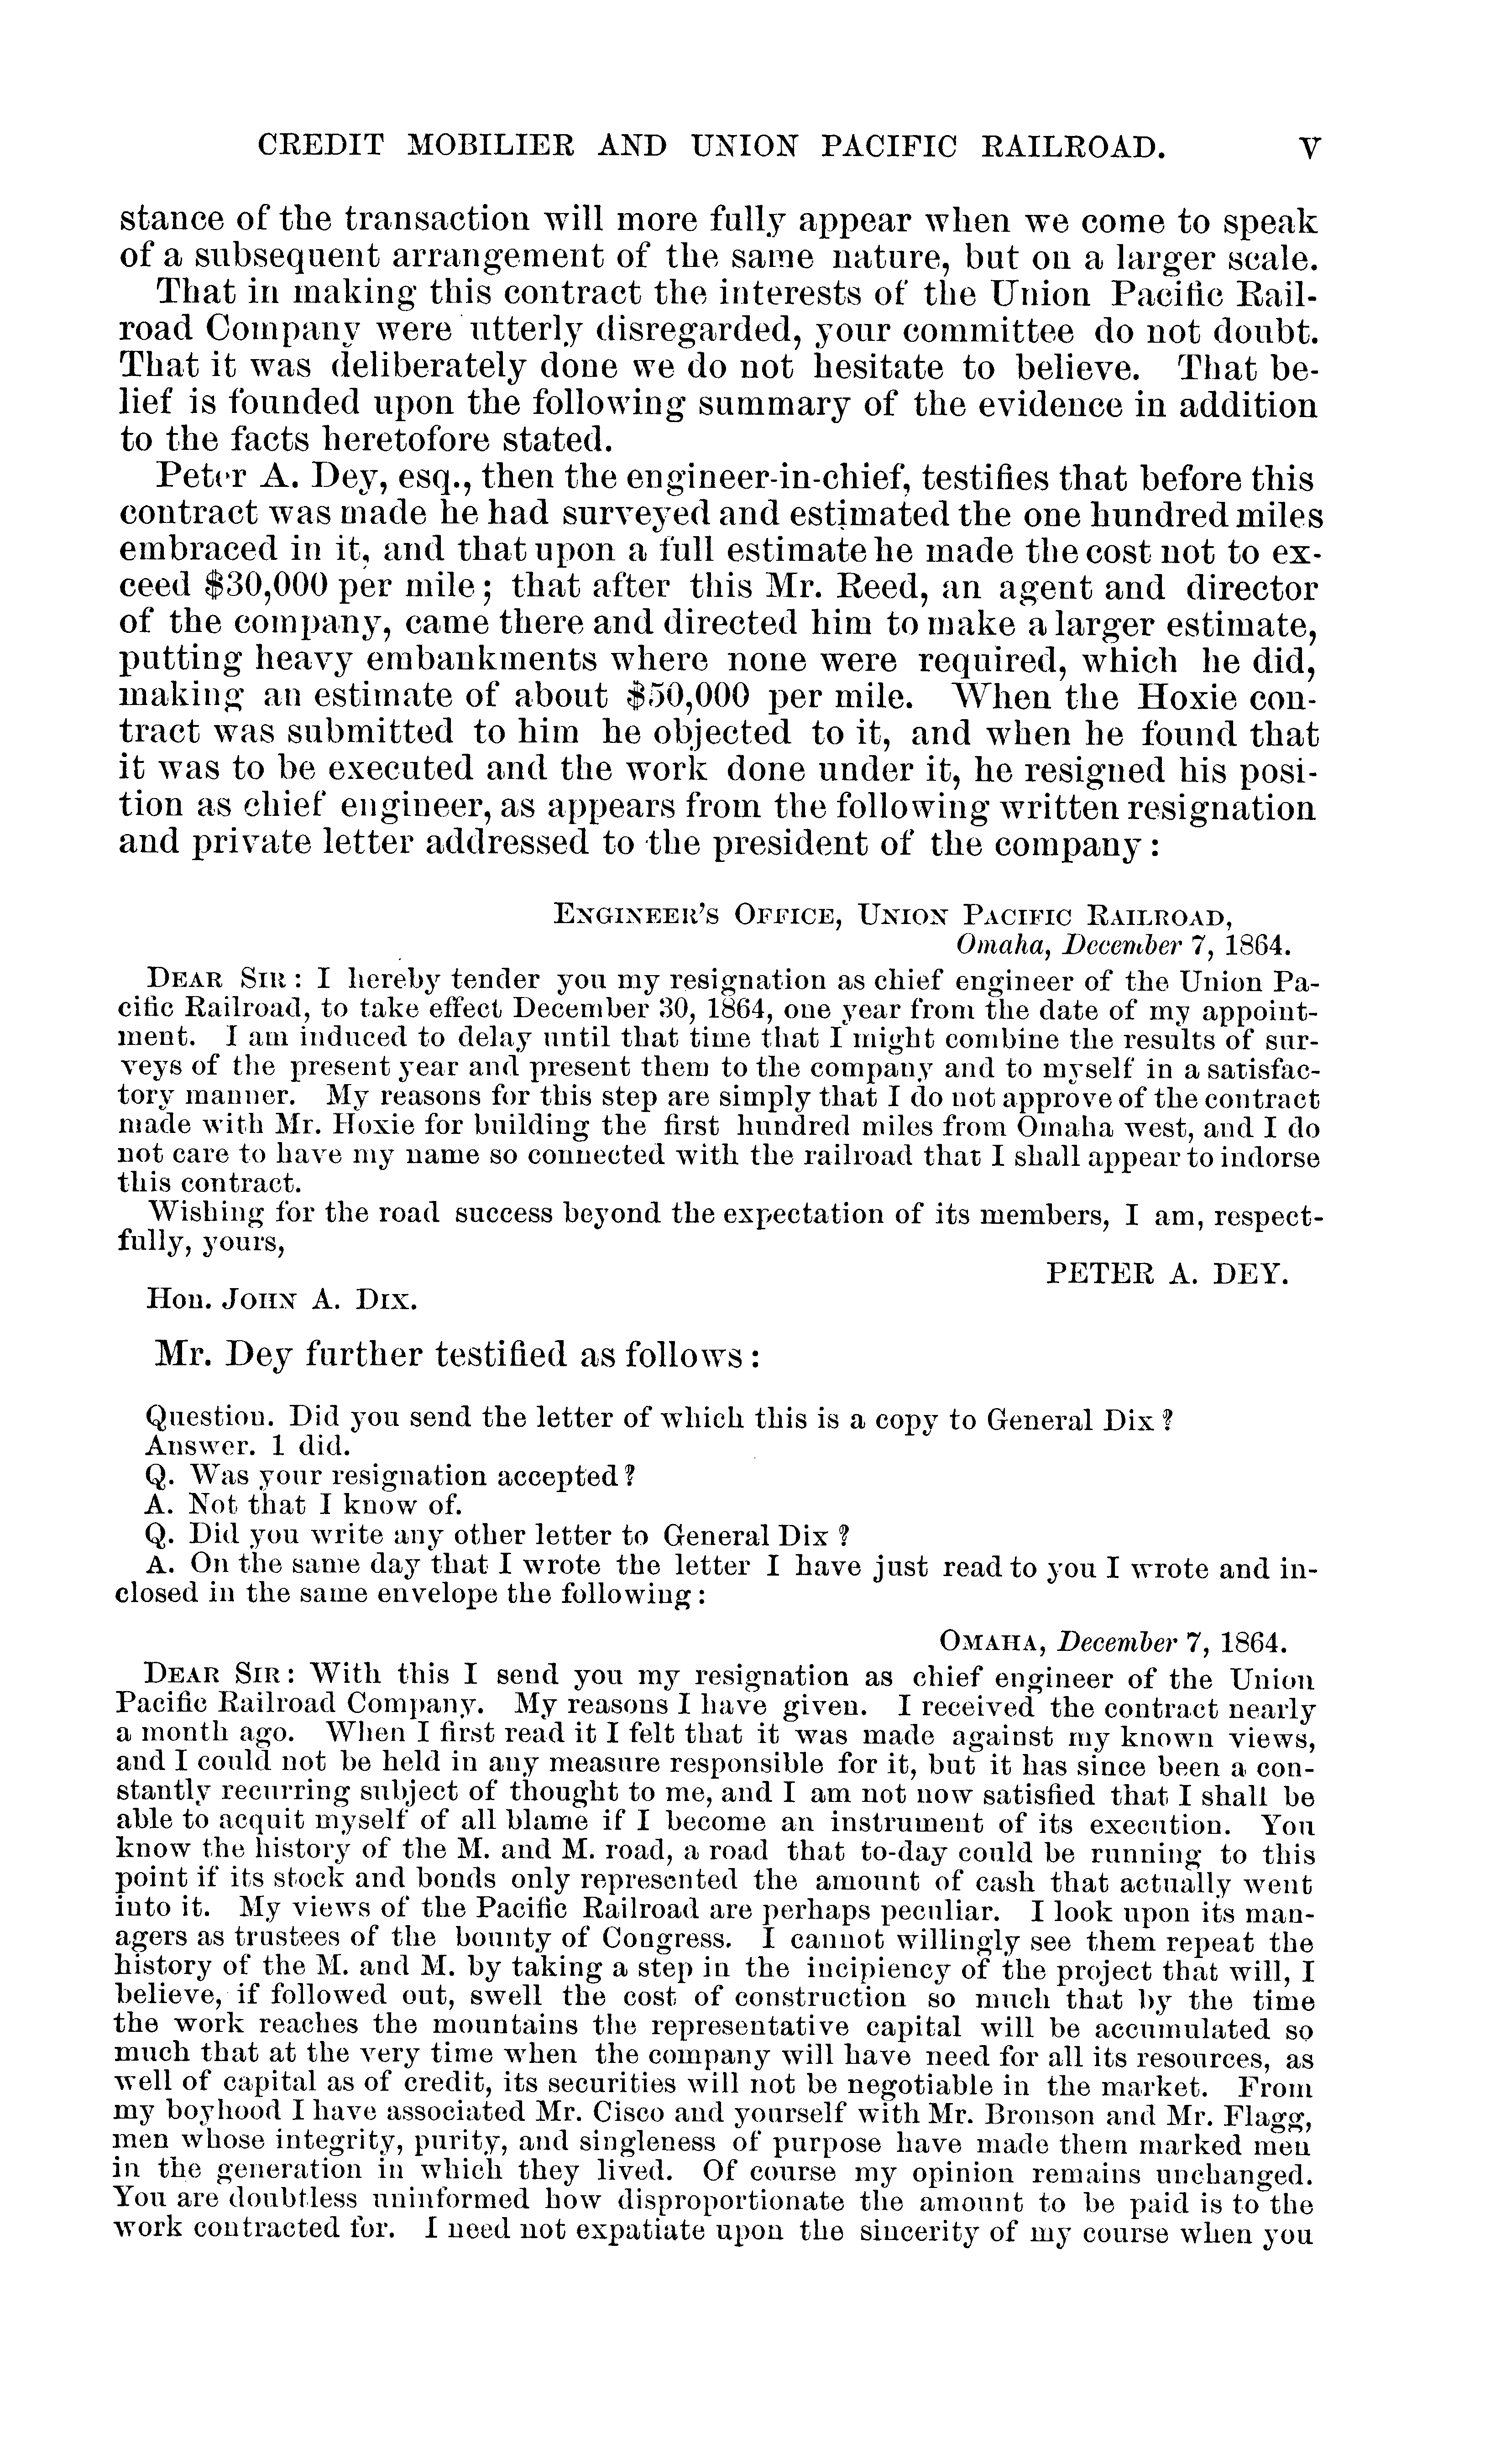 CREDIT MOBILIER AND UNION PACIFIC RAILROAD. V
stance of the transaction will more fully appear when we come to speak
of a subsequent arrangement of the same nature, but on a larger scale.
That in making this contract the interests of the Union Pacific Rail-
road Company were utterly disregarded, your committee do not doubt.
That it was deliberately done we do not hesitate to believe. That be-
lief is founded upon the following summary of the evidence in addition
to the facts heretofore stated.
Peter A. Dey, esq., then the engineer-in-chief, testifies that before this
contract was made he had surveyed and estimated the one hundred miles
embraced in it, and that upon a full estimate he made the cost not to ex-
ceed $30,000 per mile; that after this Mr. Reed, an agent and director
of the company, came there and directed him to make a larger estimate,
putting heavy embankments where none were required, which he did,
making an estimate of about $50,000 per mile. When the Hoxie con-
tract was submitted to him he objected to it, and when he found that
it was to be executed and the work done under it, he resigned his posi-
tion as chief engineer, as appears from the following written resignation
and private letter addressed to the president of the company:
ENGINEER'S OFFICE, UNION PACIFIC RAILROAD,
Omaha, December 7, 1864.
DEAR SIR: I hereby tender you my resignation as chief engineer of the Union Pa-
cific Railroad, to take effect December 30, 1864, one year from the date of my appoint-
ment. I am induced to delay until that time that I might combine the results of sur-
veys of the present year and present them to the company and to myself in a satisfac-
tory manner. My reasons for this step are simply that I do not approve of the contract
made with Mr. Hoxie for building the first hundred miles from Omaha west, and I do
not care to have my name so connected with the railroad that I shall appear to indorse
this contract.
Wishing for the road success beyond the expectation of its members, I am, respect-
fully, yours,
PETER A. DEY.
Hon. JOHN A. DIX.
Mr. Dey further testified as follows:
Question. Did you send the letter of which this is a copy to General Dix?
Answer. I did.
Q. Was your resignation accepted?
A. Not that I know of.
Q. Did you write any other letter to General Dix?
A. On the same day that I wrote the letter I have just read to you I wrote and in-
closed in the same envelope the following:
OMAHA, December 7, 1864.
DEAR SIR: With this I send you my resignation as chief engineer of the Union
Pacific Railroad Company. My reasons I have given. I received the contract nearly
a month ago. When I first read it I felt that it was made against my known views,
and I could not be held in any measure responsible for it, but it has since been a con-
stantly recurring subject of thought to me, and I am not now satisfied that I shall be
able to acquit myself of all blame if I become an instrument of its execution. You
know the history of the M. and M. road, a road that to-day could be running to this
point if its stock and bonds only represented the amount of cash that actually went
into it. My views of the Pacific Railroad are perhaps peculiar. I look upon its man-
agers as trustees of the bounty of Congress. I cannot willingly see them repeat the
history of the M. and M. by taking a step in the incipiency of the project that will, I
believe, if followed out, swell the cost of construction so much that by the time
the work reaches the mountains the representative capital will be accumulated so
much that at the very time when the company will have need for all its resources, as
well of capital as of credit, its securities will not be negotiable in the market. From
my boyhood I have associated Mr. Cisco and yourself with Mr. Bronson and Mr. Flagg,
men whose integrity, purity, and singleness of purpose have made them marked men
in the generation in which they lived. Of course my opinion remains unchanged.
You are doubtless uninformed how disproportionate the amount to be paid is to the
work contracted for. I need not expatiate upon the sincerity of my course when you